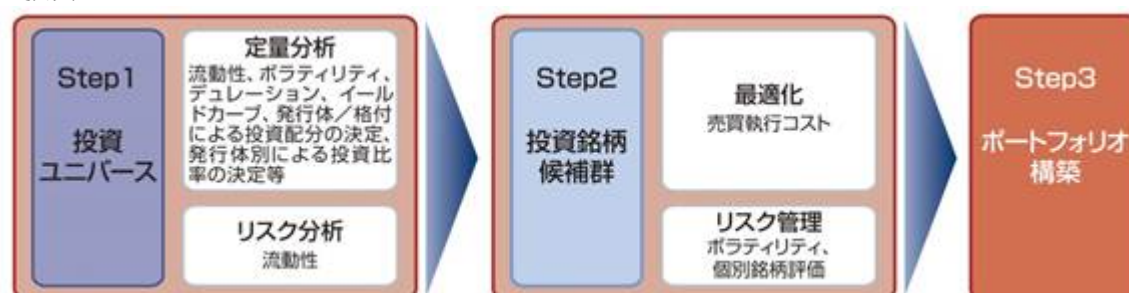 Step1
投資
ユニバース
定量分析
流動性、ボラティリティ、
デュレーション、イール
ドカーブ、発行体／格付
による投資配分の決定、
発行体別による投資比
率の決定等
リスク分析
流動性
Step2
投資銘柄
候補群
最適化
売買執行コスト
リスク管理
ボラティリティ、
個別銘柄評価
Step3
ポートフォリオ
構築